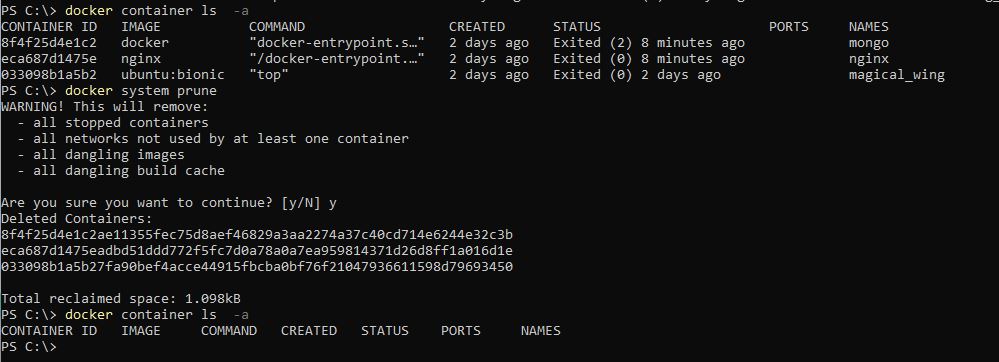 PS C:\> docker container ls  -a
CONTAINER ID   IMAGE           COMMAND                  CREATED      STATUS                     PORTS     NAMES
8f4f25d4e1c2   docker          "docker-entrypoint.s…"   2 days ago   Exited (2) 8 minutes ago             mongo
eca687d1475e   nginx           "/docker-entrypoint.…"   2 days ago   Exited (0) 8 minutes ago             nginx
033098b1a5b2   ubuntu:bionic   "top"                    2 days ago   Exited (0) 2 days ago                magical_wing
PS C:\> docker system prune
WARNING! This will remove:
  - all stopped containers
  - all networks not used by at least one container
  - all dangling images
  - all dangling build cache
Are you sure you want to continue? [y/N] y
Deleted Containers:
8f4f25d4e1c2ae11355fec75d8aef46829a3aa2274a37c40cd714e6244e32c3b
eca687d1475eadbd51ddd772f5fc7d0a78a0a7ea959814371d26d8ff1a016d1e
033098b1a5b27fa90bef4acce44915fbcba0bf76f21047936611598d79693450
Total reclaimed space: 1.098kB
PS C:\> docker container ls  -a
CONTAINER ID   IMAGE     COMMAND   CREATED   STATUS    PORTS     NAMES
PS C:\>